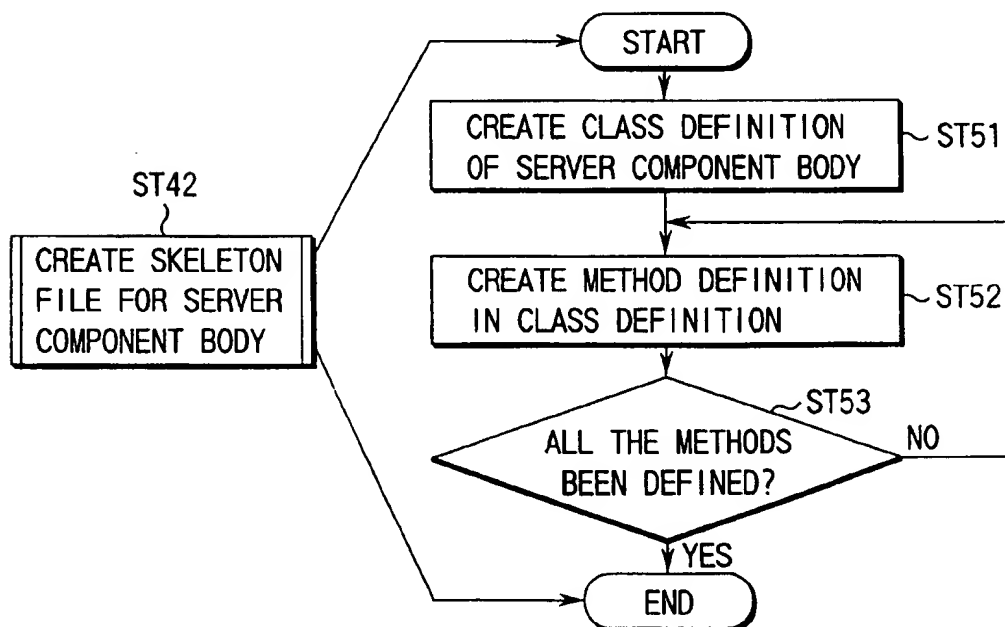 START
CREATE CLASS DEFINITION
OF SERVER COMPONENT BODY
ST51
ST42
CREATE SKELETON
FILE FOR SERVER
COMPONENT BODY
CREATE METHOD DEFINITION
IN CLASS DEFINITION
ST52
ST53
ALL THE METHODS
BEEN DEFINED?
NO
YES
END